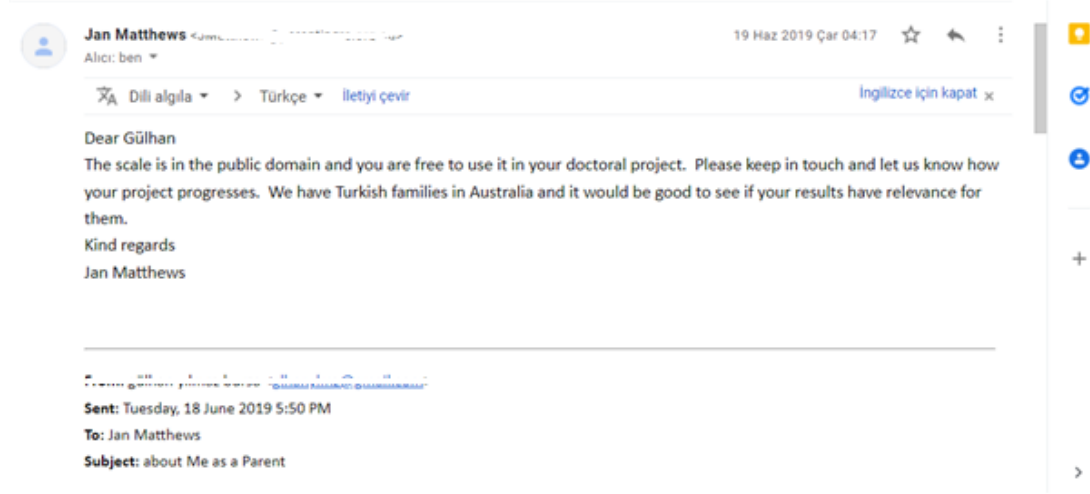 Jan Matthews
19 Haz 2019 Çar 04:17
Alıcı: ben
Dili algıla > Türkçe İletiyi çevir
İngilizce için kapat ×
Dear Gülhan
The scale is in the public domain and you are free to use it in your doctoral project. Please keep in touch and let us know how
your project progresses. We have Turkish families in Australia and it would be good to see if your results have relevance for
them.
Kind regards
Jan Matthews
Sent: Tuesday, 18 June 2019 5:50 PM
To: Jan Matthews
Subject: about Me as a Parent